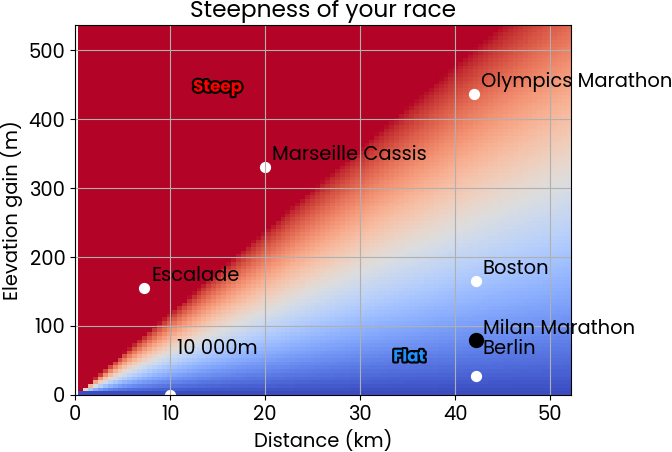 Steepness of your race
Elevation gain (m)
500
400
300
200
100
0
Steep
Olympics Marathon
Marseille Cassis
Escalade
Boston
10 000m
Flat
Milan Marathon
Berlin
0 10 20 30 40 50
Distance (km)